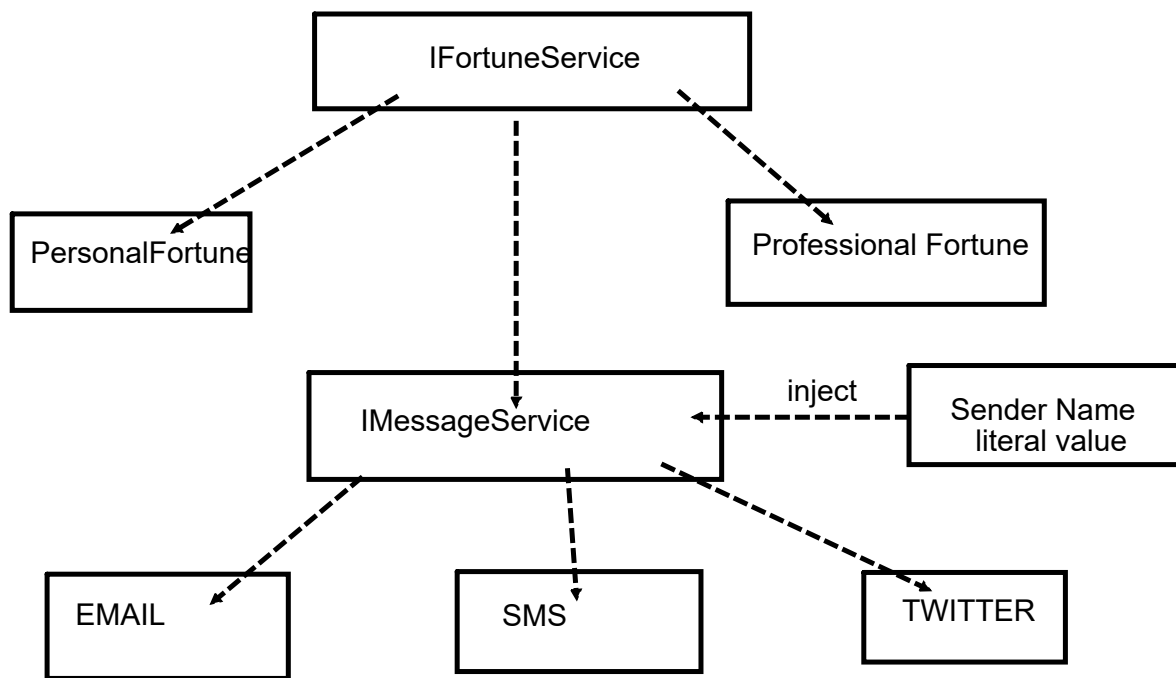 IFortuneService
PersonalFortune
Professional Fortune
inject
IMessageService
Sender Name
literal value
EMAIL
SMS
TWITTER